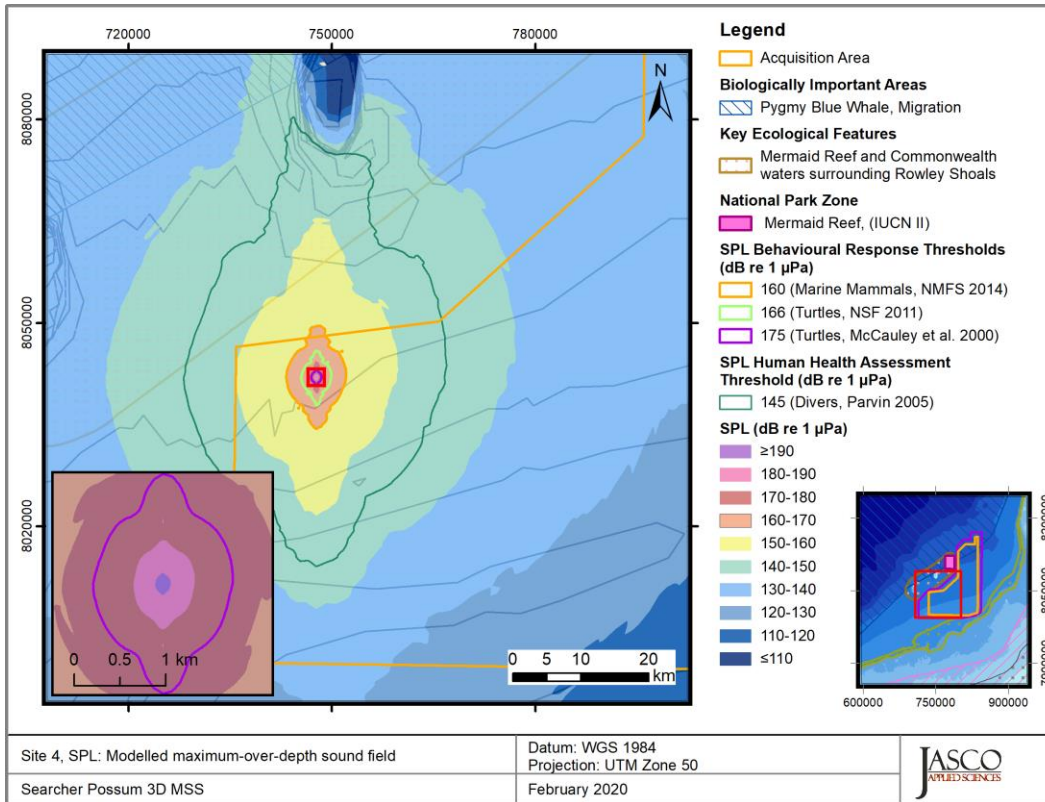 720000 7500000 780000
8080000
8050000
8020000
N
0 0.5 1 km
0 5 10 20
km
Legend
Acquisition Area
Biologically Important Areas
Pygmy Blue Whale, Migration
Key Ecological Features
Mermaid Reef and Commonwealth
waters surrounding Rowley Shoals
National Park Zone
Mermaid Reef, (IUCN II)
SPL Behavioural Response Thresholds
(dB re 1 µPa)
160 (Marine Mammals, NMFS 2014)
166 (Turtles, NSF 2011)
175 (Turtles, McCauley et al. 2000)
SPL Human Health Assessment
Threshold (dB re 1 µPa)
145 (Divers, Parvin 2005)
SPL (dB re 1 µPa)
≥190
180-190
170-180
160-170
150-160
140-150
130-140
120-130
110-120
≤110
600000 750000 900000
Site 4, SPL: Modelled maximum-over-depth sound field
Searcher Possum 3D MSS
Datum: WGS 1984
Projection: UTM Zone 50
February 2020
JASCO
APPLIED SCIENCES